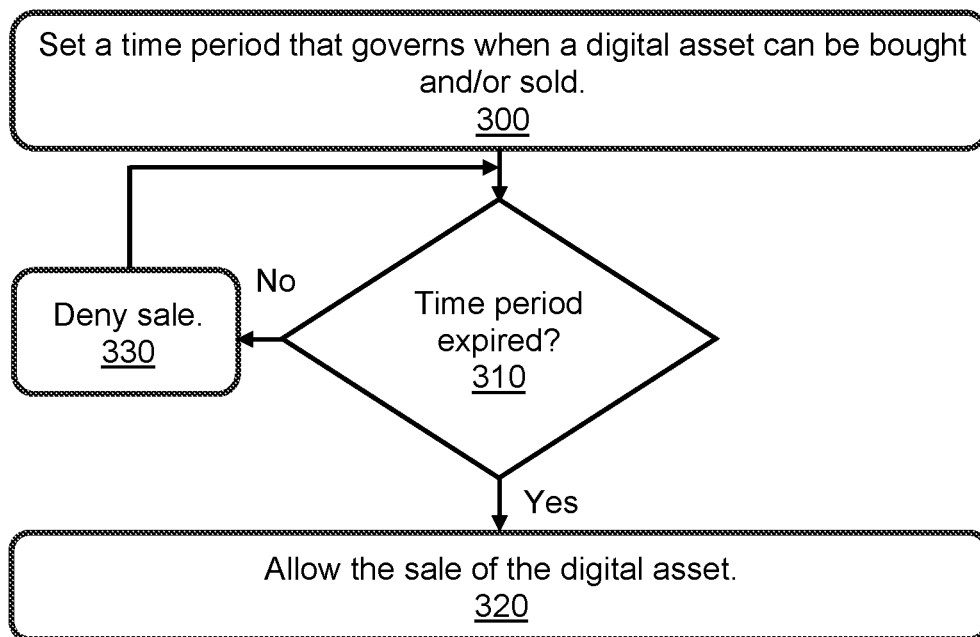 Set a time period that governs when a digital asset can be bought
and/or sold.
300
No
Deny sale.
330
Time period
expired?
310
Yes
Allow the sale of the digital asset.
320